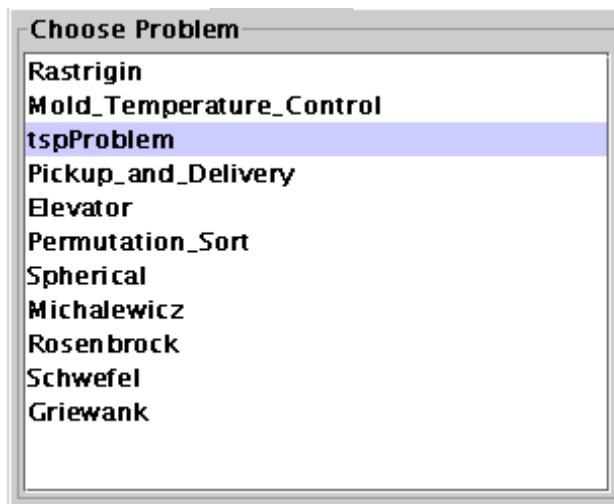 Choose Problem
Rastrigin
Mold_Temperature_Control
tspProblem
Pickup_and_Delivery
Elevator
Permutation_Sort
Spherical
Michalewicz
Rosenbrock
Schwefel
Griewank